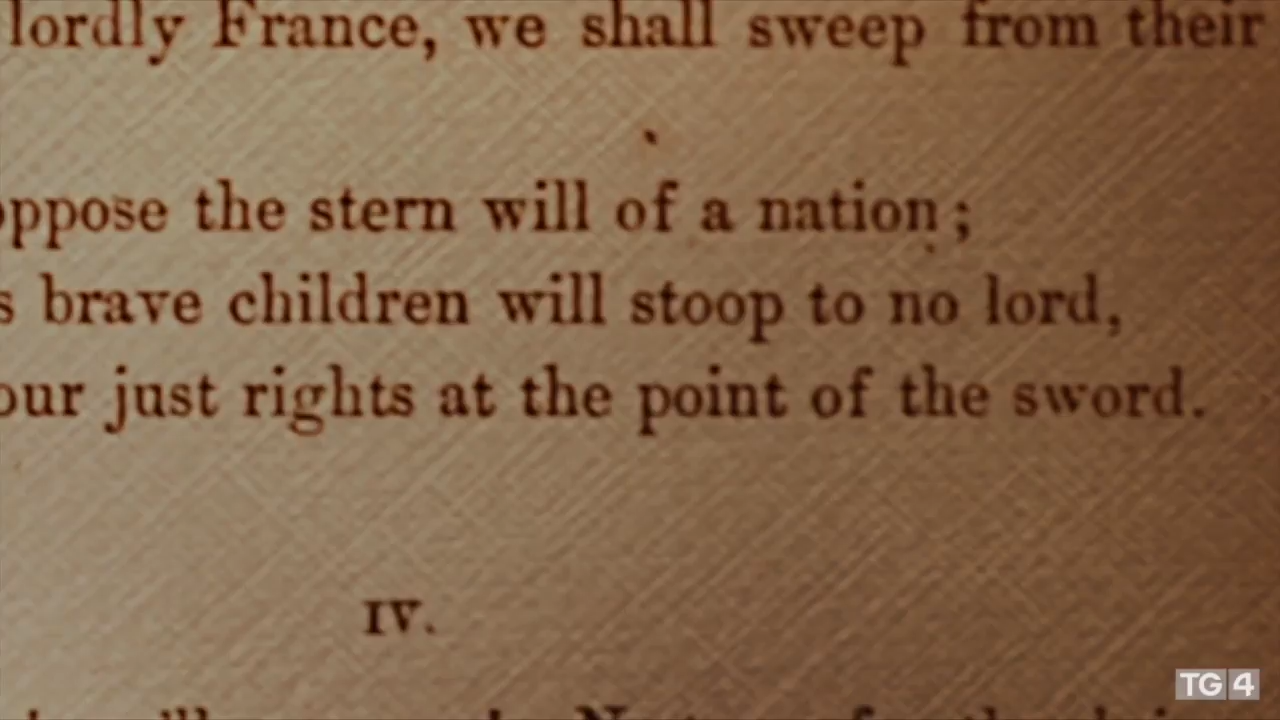 lordly France, we shall sweep from their
oppose the stern will of a nation;
s brave children will stoop to no lord,
our just rights at the point of the sword.
IV.
TG4